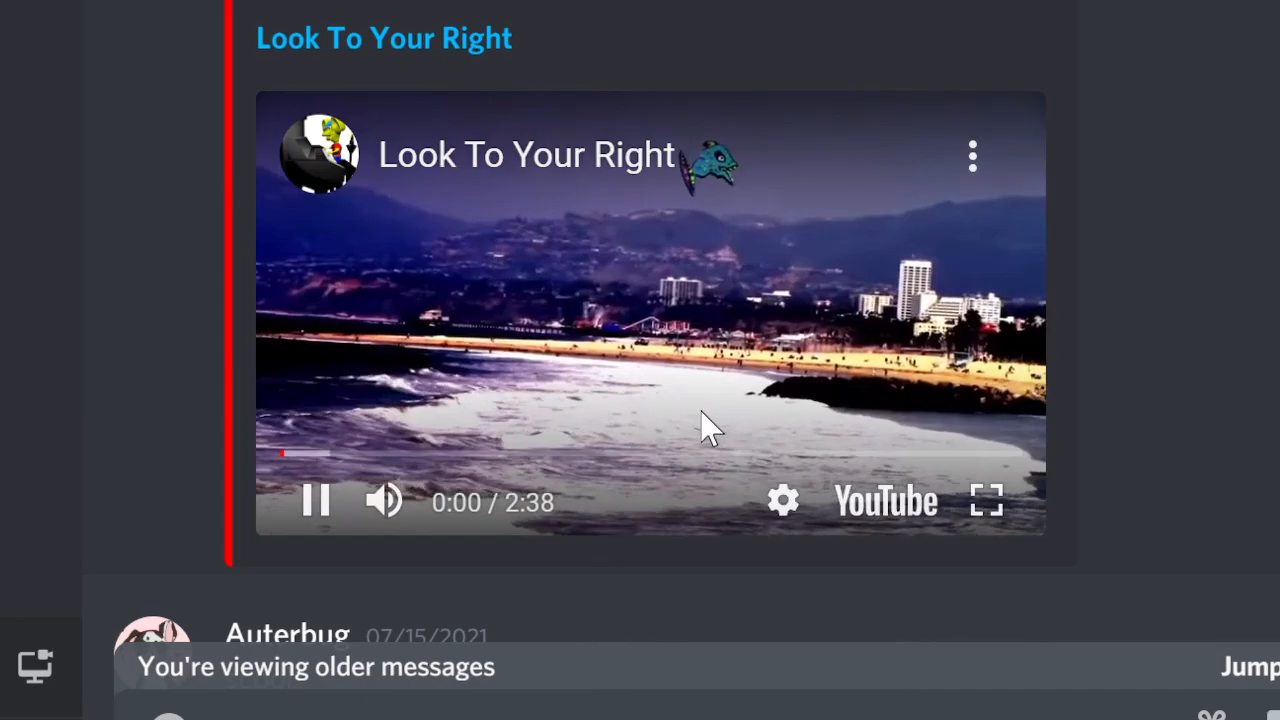 Look To Your Right
Look To Your Right
0:00 / 2:38
YouTube
Auterbug 07/15/2021
You're viewing older messages
Jump